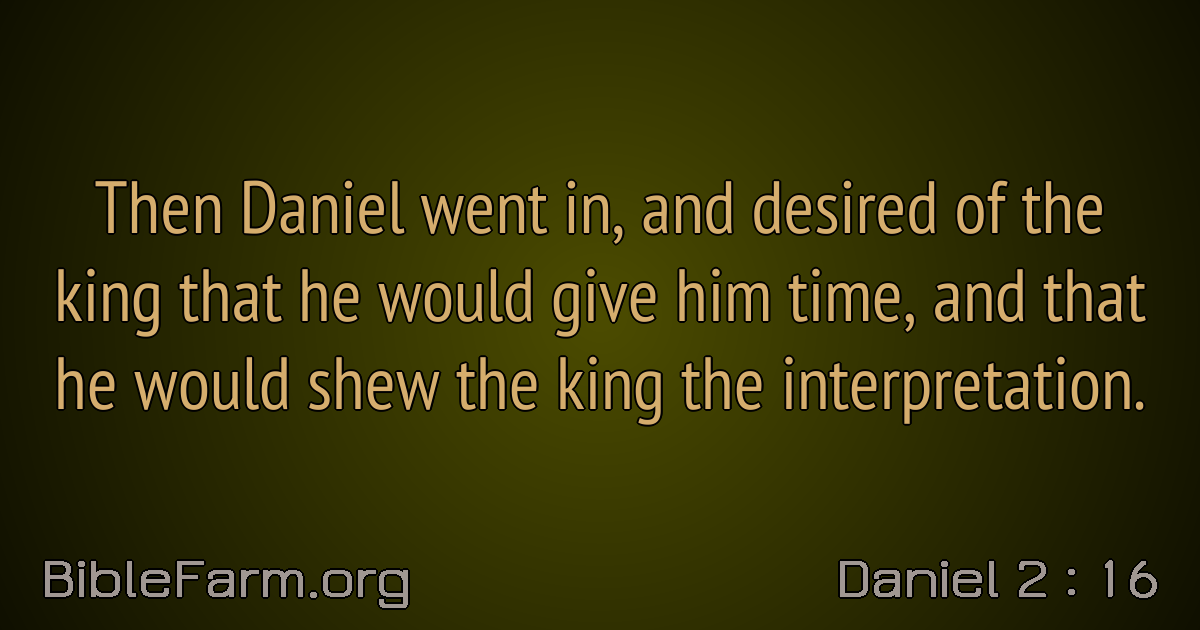 Then Daniel went in, and desired of the
king that he would give him time, and that
he would shew the king the interpretation.
BibleFarm.org
Daniel 2 : 16